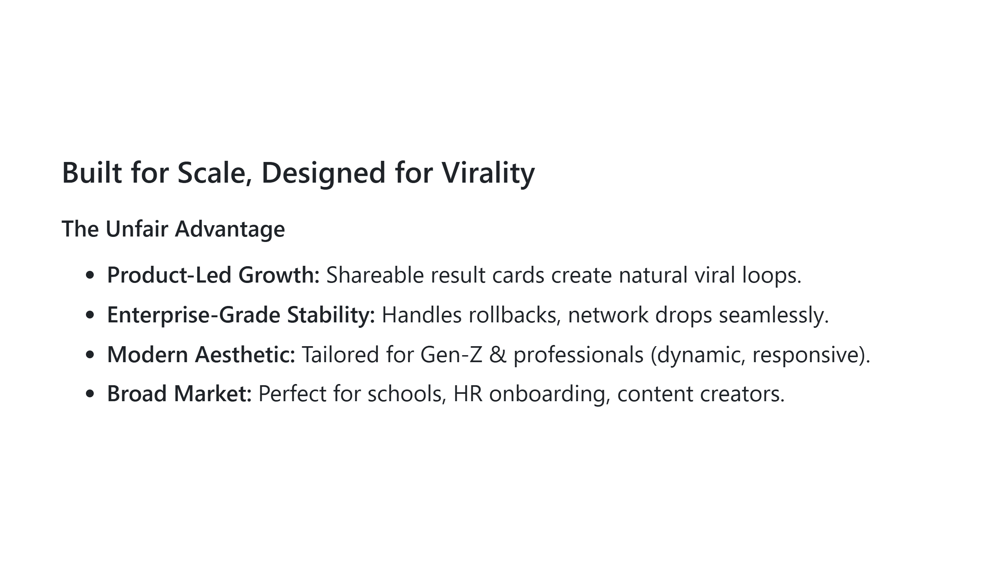 Built for Scale, Designed for Virality
The Unfair Advantage
• Product-Led Growth: Shareable result cards create natural viral loops.
• Enterprise-Grade Stability: Handles rollbacks, network drops seamlessly.
• Modern Aesthetic: Tailored for Gen-Z & professionals (dynamic, responsive).
• Broad Market: Perfect for schools, HR onboarding, content creators.